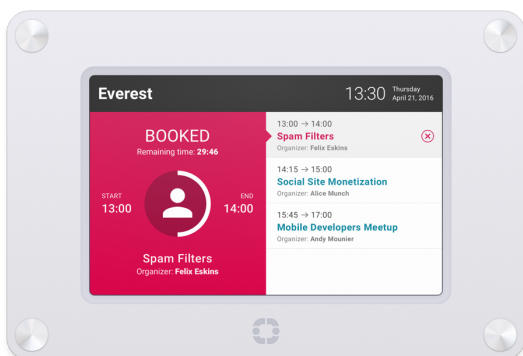 Everest
13:30
Thursday
April 21, 2016
BOOKED
Remaining time: 29:46
START
13:00
END
14:00
Spam Filters
Organizer: Felix Eskins
13:00 → 14:00
Spam Filters
Organizer: Felix Eskins
14:15 → 15:00
Social Site Monetization
Organizer: Alice Munch
15:45 → 17:00
Mobile Developers Meetup
Organizer: Andy Mounier